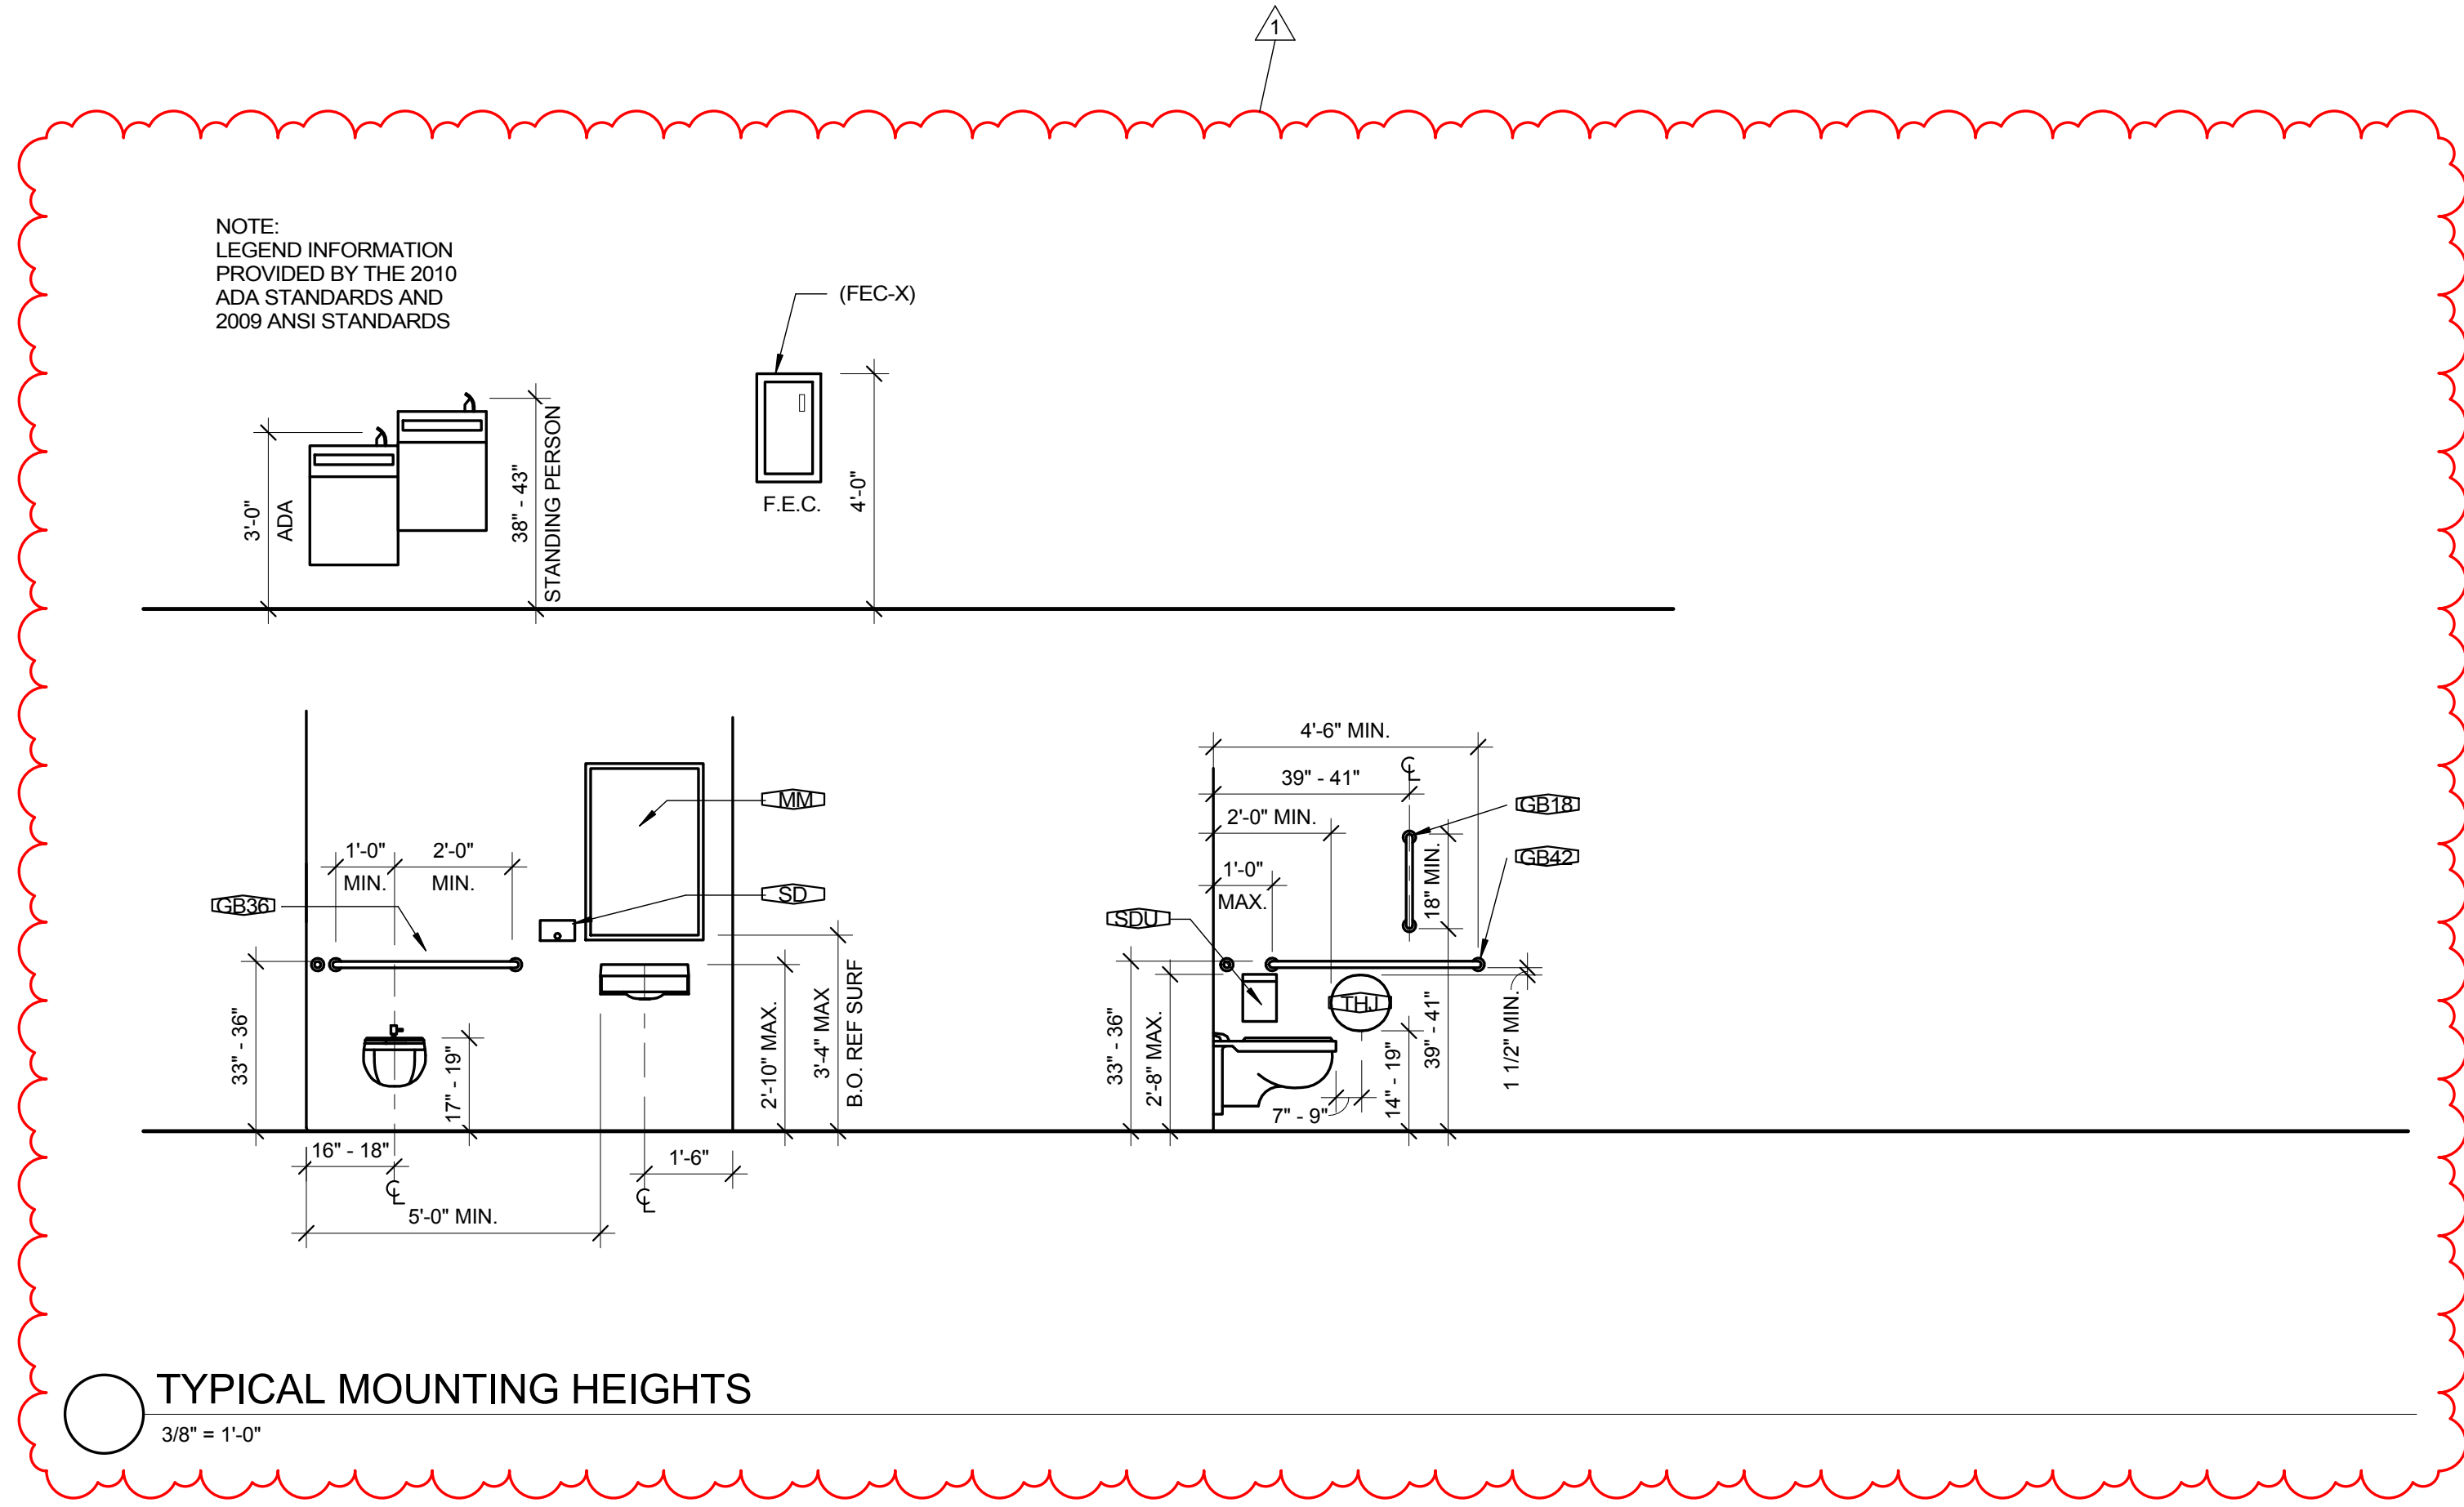 1
NOTE:
LEGEND INFORMATION
PROVIDED BY THE 2010
ADA STANDARDS AND
2009 ANSI STANDARDS
(FEC-X)
3'-0"
ADA
38" - 43"
STANDING PERSON
F.E.C.
4'-0"
MM
1'-0"
MIN.
2'-0"
MIN.
GB36
SD
33" - 36"
17" - 19"
2'-10" MAX.
3'-4" MAX
B.O. REF SURF
16" - 18"
℄
1'-6"
℄
5'-0" MIN.
4'-6" MIN.
39" - 41"
℄
2'-0" MIN.
GB18
1'-0"
MAX.
18" MIN.
GB42
SDU
THJ
33" - 36"
2'-8" MAX.
7" - 9"
14" - 19"
39" - 41"
1 1/2" MIN.
TYPICAL MOUNTING HEIGHTS
3/8" = 1'-0"